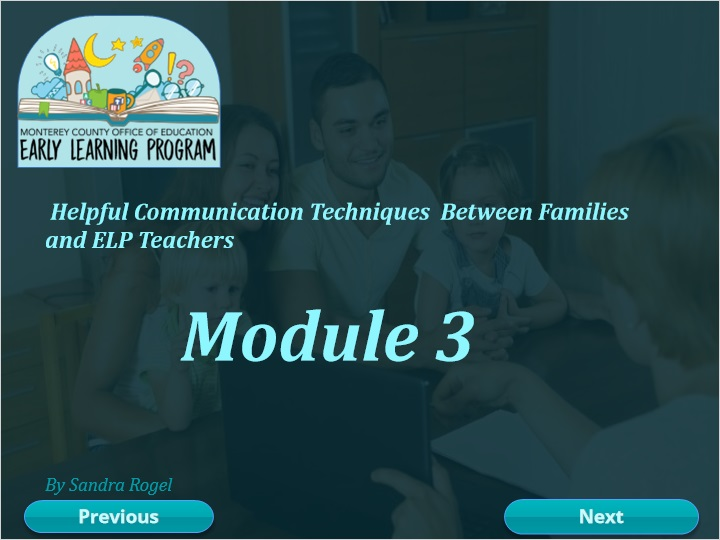 MONTEREY COUNTY OFFICE OF EDUCATION
EARLY LEARNING PROGRAM
Helpful Communication Techniques Between Families
and ELP Teachers
Module 3
By Sandra Rogel
Previous
Next